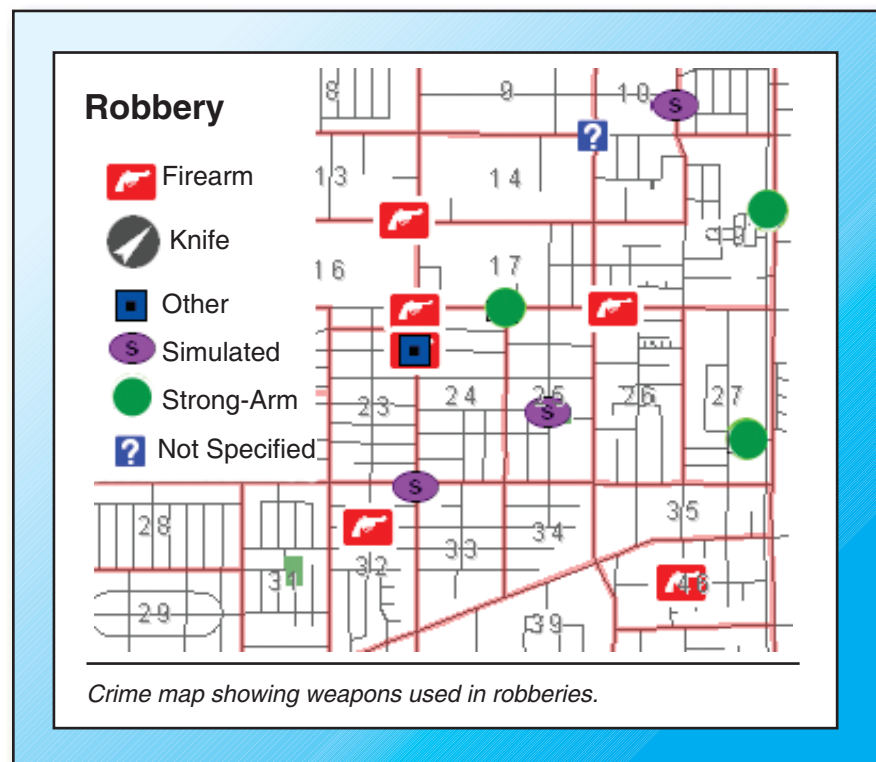 Robbery
Firearm
Knife
Other
S Simulated
Strong-Arm
? Not Specified
8 9 10 S
?
13 14
16 17
23 24 25 26 27
S
S
28 35
33 34
31 32 46
29 39
Crime map showing weapons used in robberies.